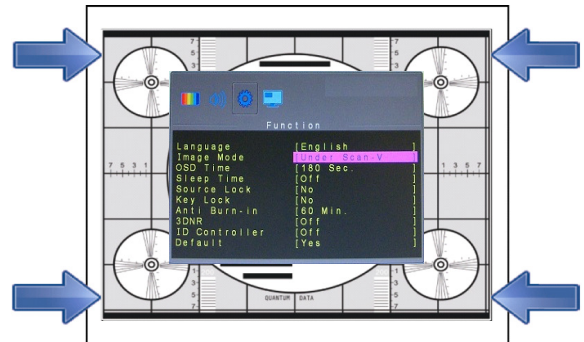 Function
Language [English ]
Image Mode [Under Scan-V ]
OSD Time [180 Sec. ]
Sleep Time [Off ]
Source Lock [No ]
Key Lock [No ]
Anti Burn-in [60 Min. ]
3DNR [Off ]
ID Controller [Off ]
Default [Yes ]
7 5 3 1
1 3 5 7
QUANTUM DATA